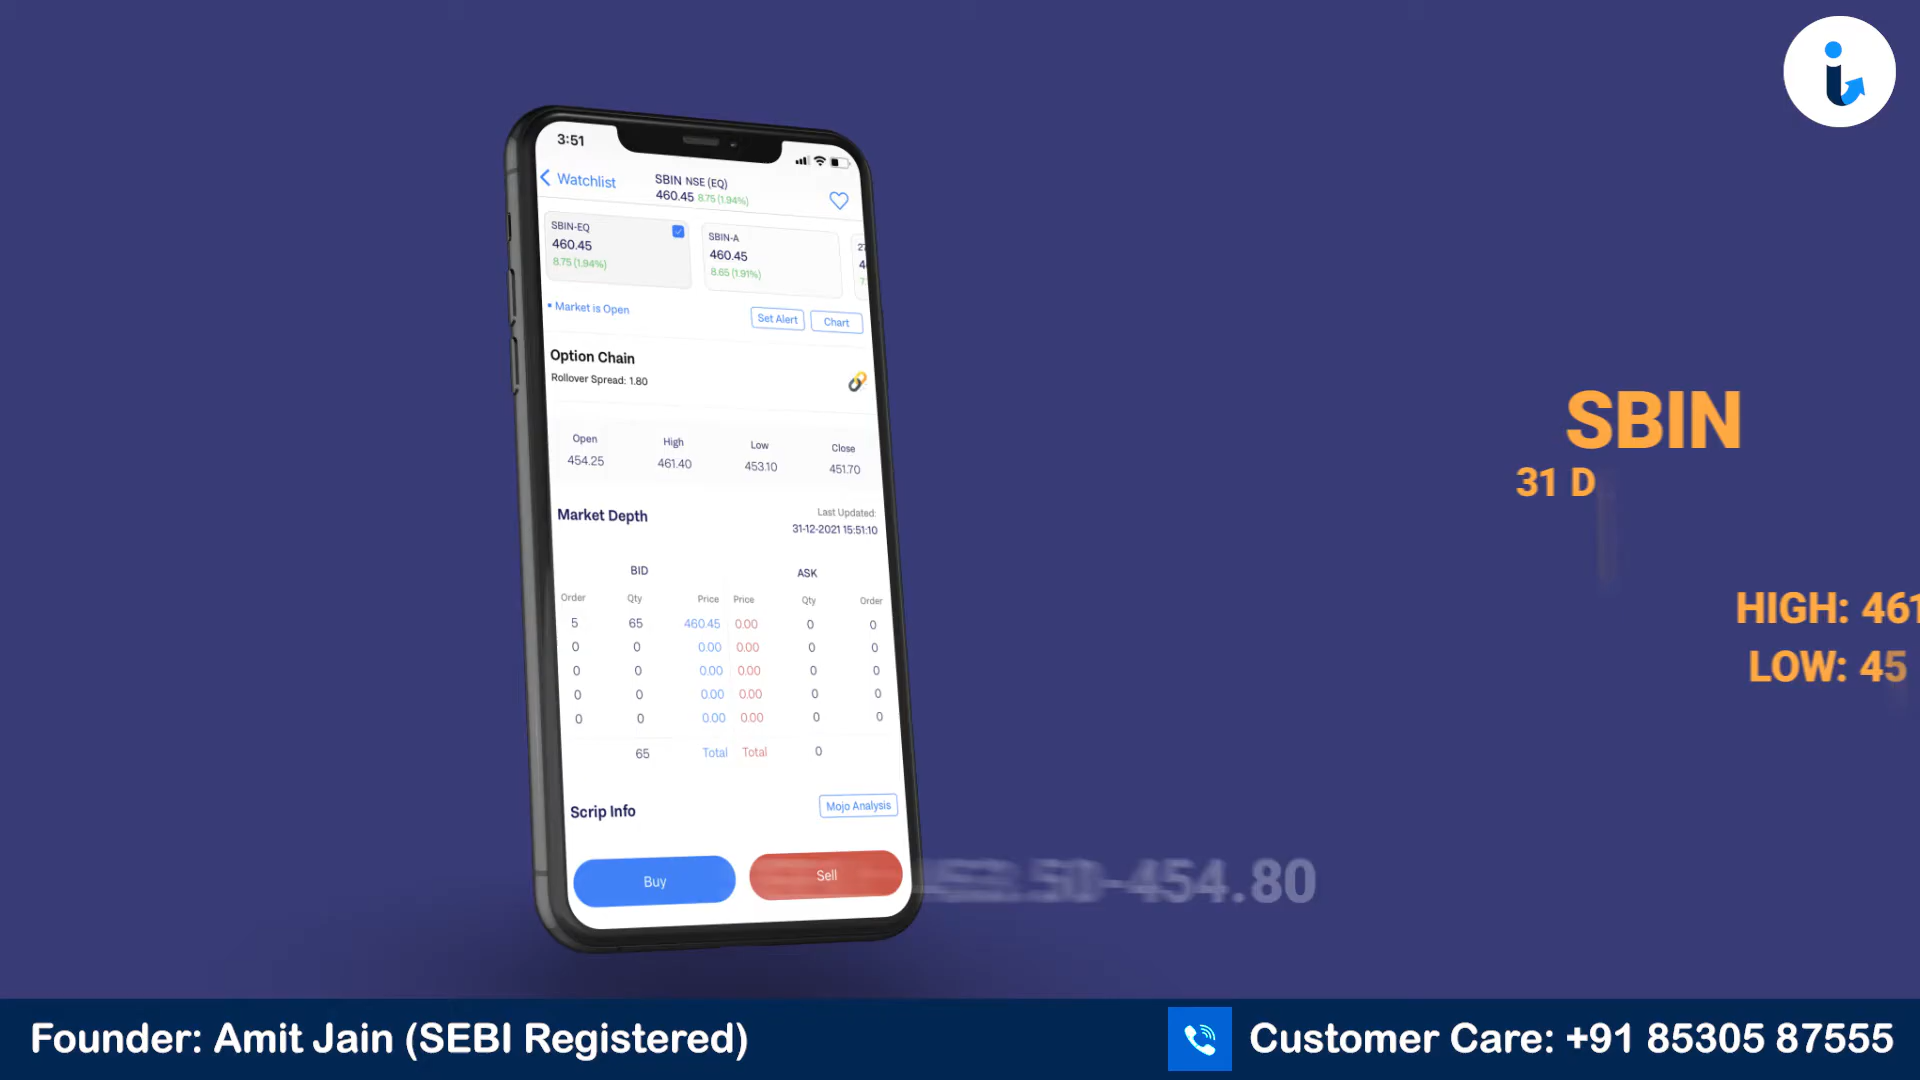 3:51
Watchlist
SBIN NSE (EQ)
460.45 8.75 (1.94%)
SBIN-EQ
460.45
8.75 (1.94%)
SBIN-A
460.45
8.65 (1.91%)
Market is Open
Set Alert
Chart
Option Chain
Rollover Spread: 1.80
Open High Low Close
454.25 461.40 453.10 451.70
Market Depth
Last Updated:
31-12-2021 15:51:10
BID ASK
Order Qty Price Price Qty Order
5 65 460.45 0.00 0 0
0 0 0.00 0.00 0 0
0 0 0.00 0.00 0 0
0 0 0.00 0.00 0 0
0 0 0.00 0.00 0 0
65 Total Total 0
Scrip Info
Mojo Analysis
Buy
Sell
SBIN
31 D
HIGH: 461
LOW: 45
-454.80
Founder: Amit Jain (SEBI Registered)
Customer Care: +91 85305 87555